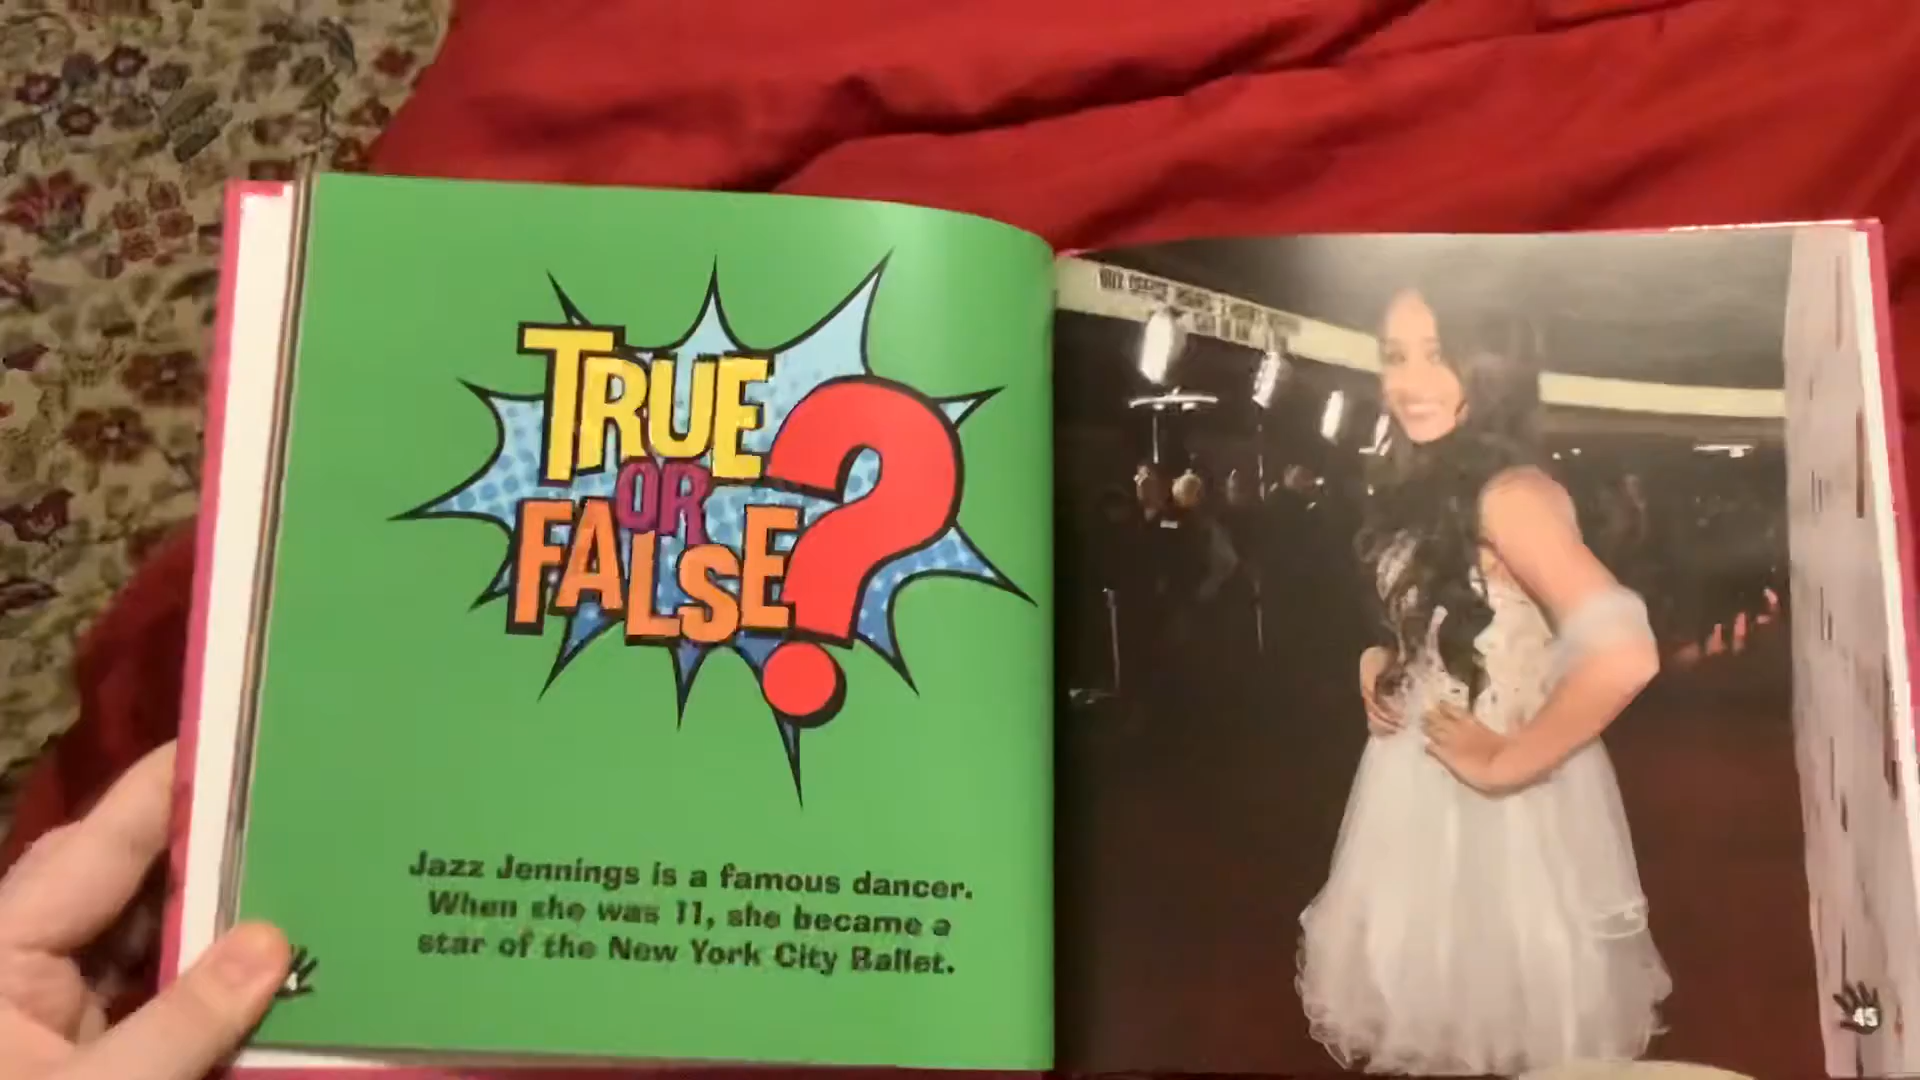 TRUE
OR
FALSE?
Jazz Jennings is a famous dancer.
When she was 11, she became a
star of the New York City Ballet.
45